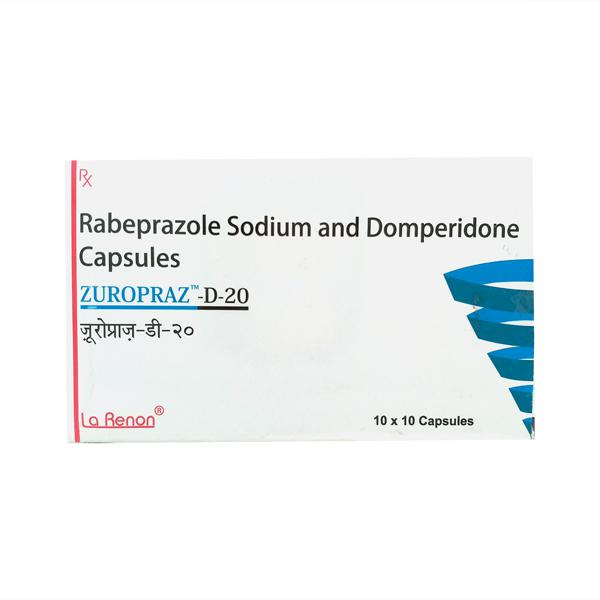 Rx
Rabeprazole Sodium and Domperidone
Capsules
ZUROPRAZ™-D-20
ज़ूरोप्राज़-डी-२०
La Renon®
10 x 10 Capsules